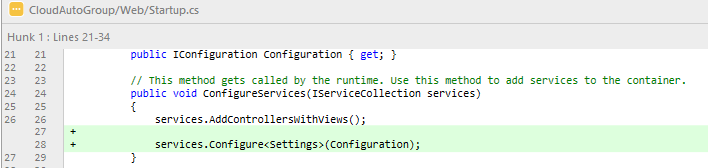 CloudAutoGroup/Web/Startup.cs
Hunk 1 : Lines 21-34
21 21 public IConfiguration Configuration { get; }
22 22
23 23 // This method gets called by the runtime. Use this method to add services to the container.
24 24 public void ConfigureServices(IServiceCollection services)
25 25 {
26 26 services.AddControllersWithViews();
27 +
28 + services.Configure<Settings>(Configuration);
27 29 }